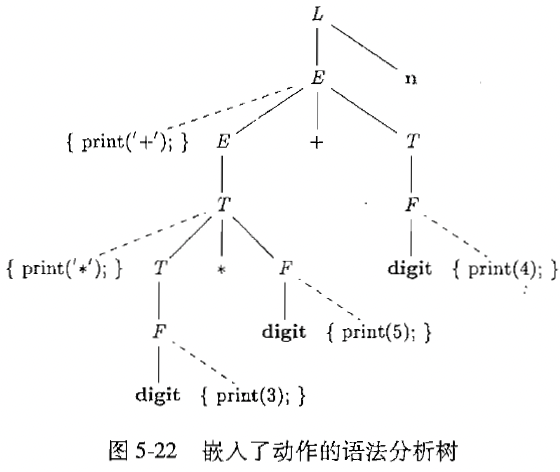 L
E n
{ print('+'); } E + T
T F
{ print('*'); } T * F digit { print(4); }
F digit { print(5); }
digit { print(3); }
图 5-22 嵌入了动作的语法分析树